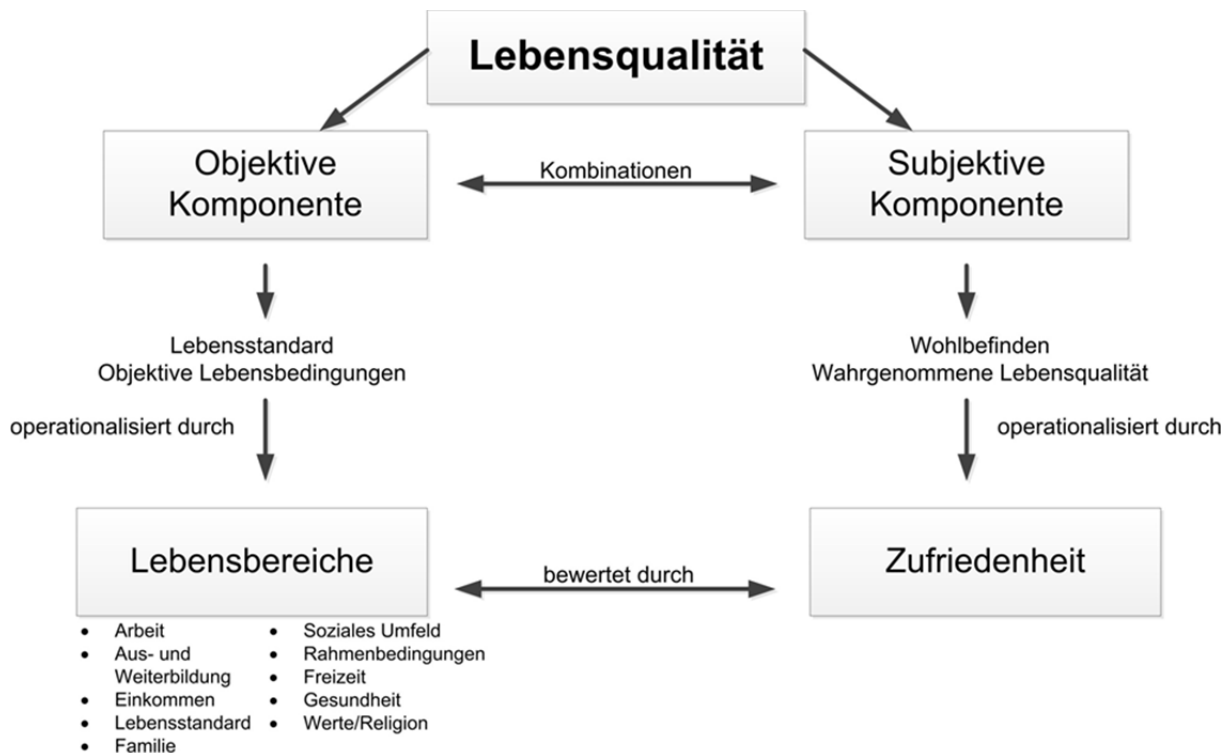 Lebensqualität
Objektive
Komponente
Kombinationen
Subjektive
Komponente
Lebensstandard
Objektive Lebensbedingungen
Wohlbefinden
Wahrgenommene Lebensqualität
operationalisiert durch
operationalisiert durch
Lebensbereiche
bewertet durch
Zufriedenheit
• Arbeit
• Aus- und
Weiterbildung
• Einkommen
• Lebensstandard
• Familie
• Soziales Umfeld
• Rahmenbedingungen
• Freizeit
• Gesundheit
• Werte/Religion